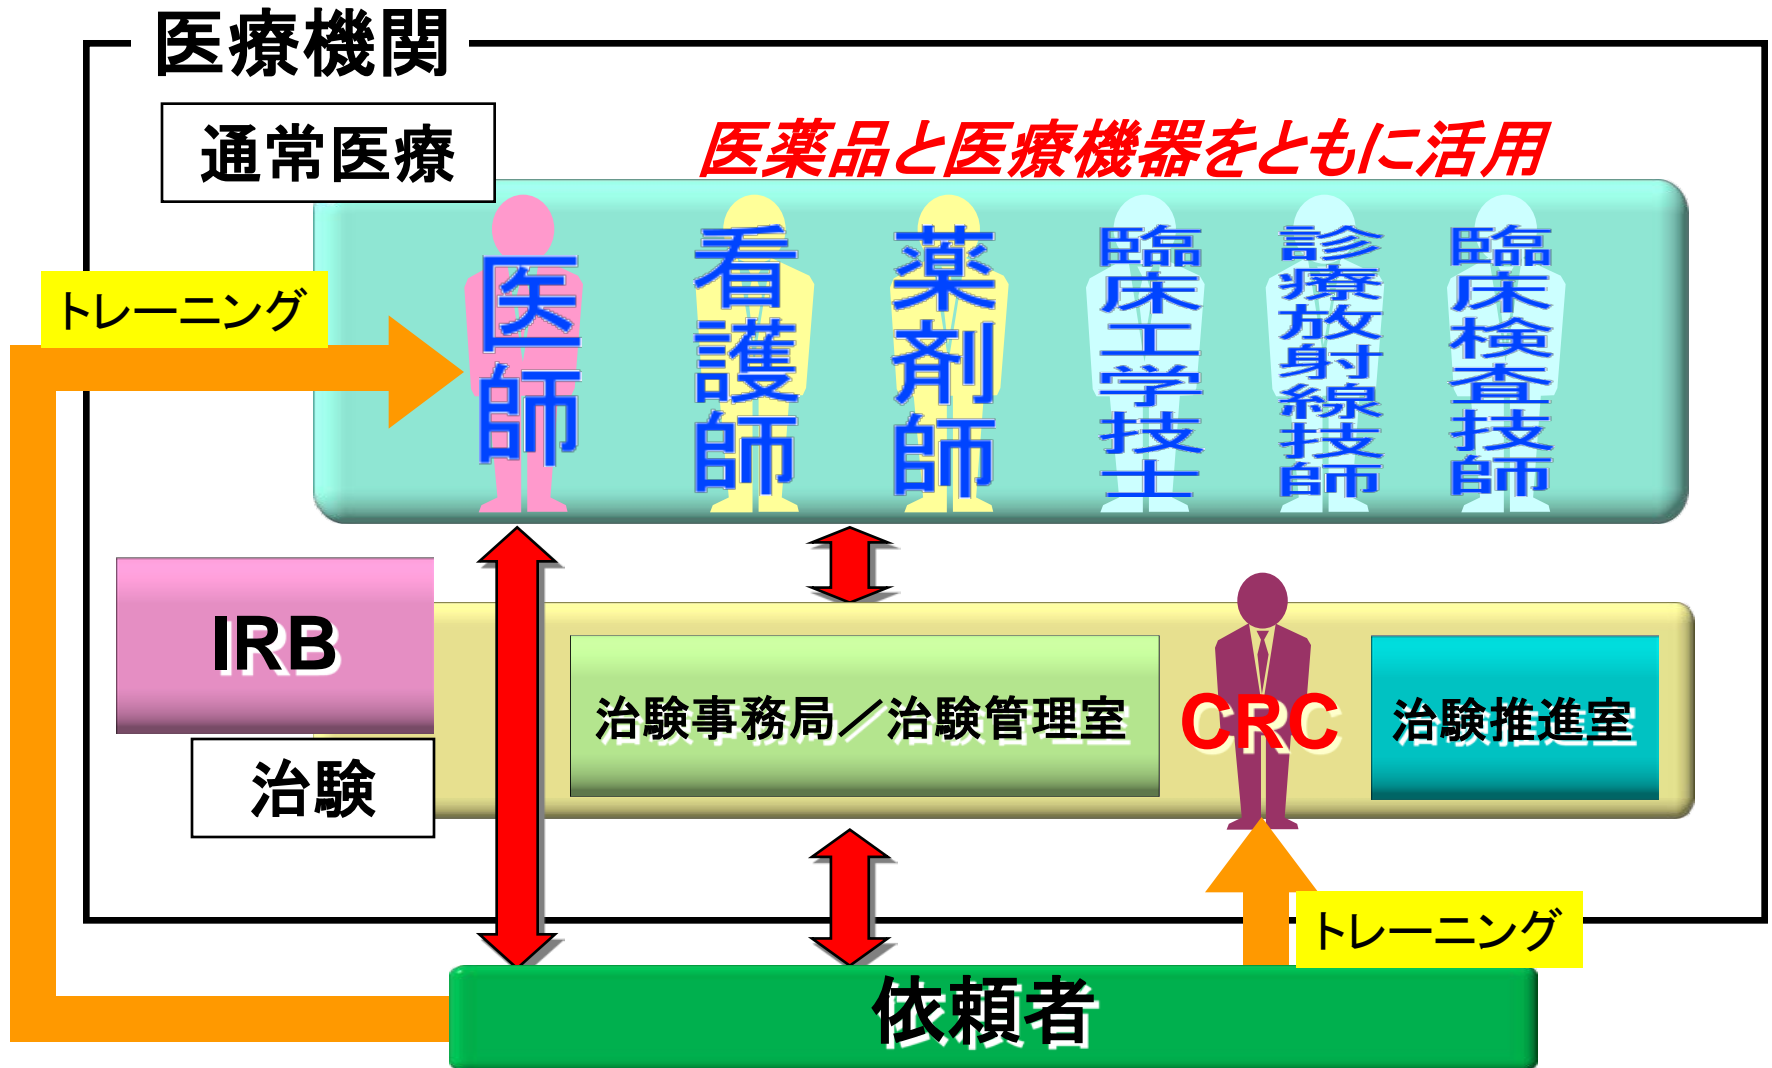 医療機関
通常医療
医薬品と医療機器をともに活用
トレーニング
医師
看護師
薬剤師
臨床工学技士
診療放射線技師
臨床検査技師
IRB
治験事務局／治験管理室
CRC
治験推進室
治験
トレーニング
依頼者